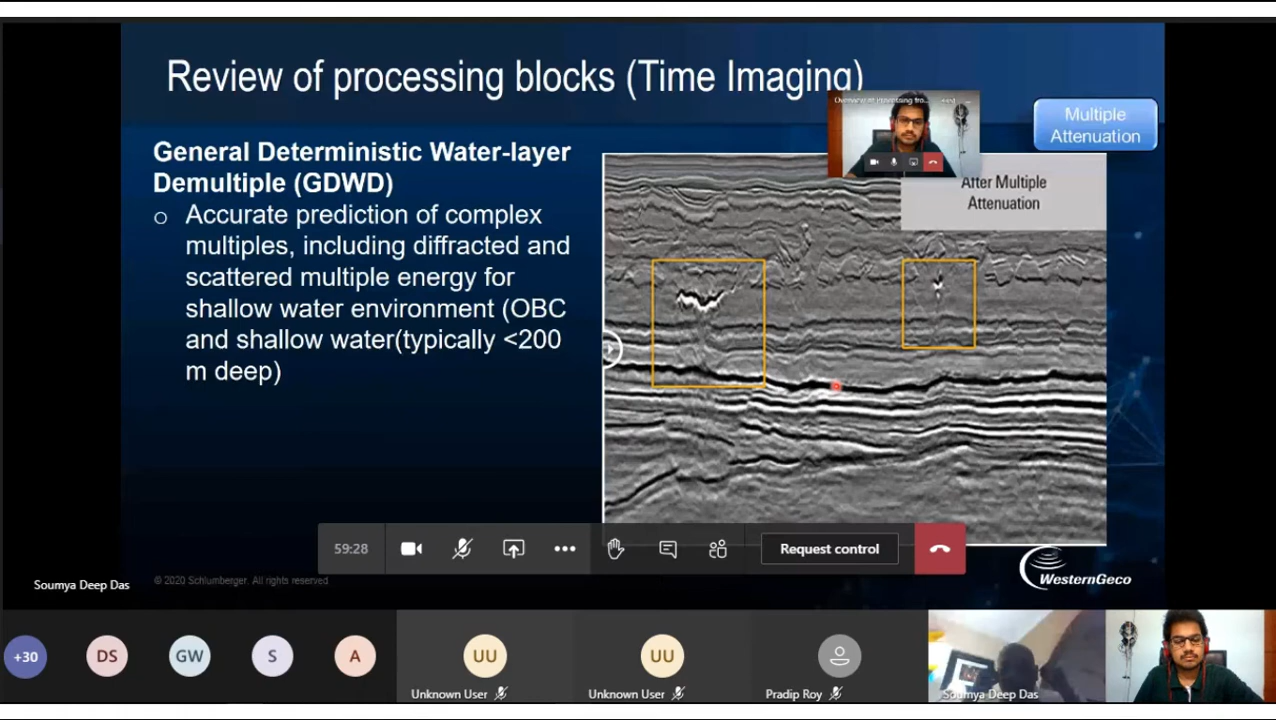 Review of processing blocks (Time Imaging)
Multiple
Attenuation
General Deterministic Water-layer
Demultiple (GDWD)
o Accurate prediction of complex
multiples, including diffracted and
scattered multiple energy for
shallow water environment (OBC
and shallow water(typically <200
m deep)
After Multiple
Attenuation
59:28
Request control
Soumya Deep Das
© 2020 Schlumberger. All rights reserved
WesternGeco
+30
DS
GW
S
A
UU
UU
Unknown User
Unknown User
Pradip Roy
Soumya Deep Das